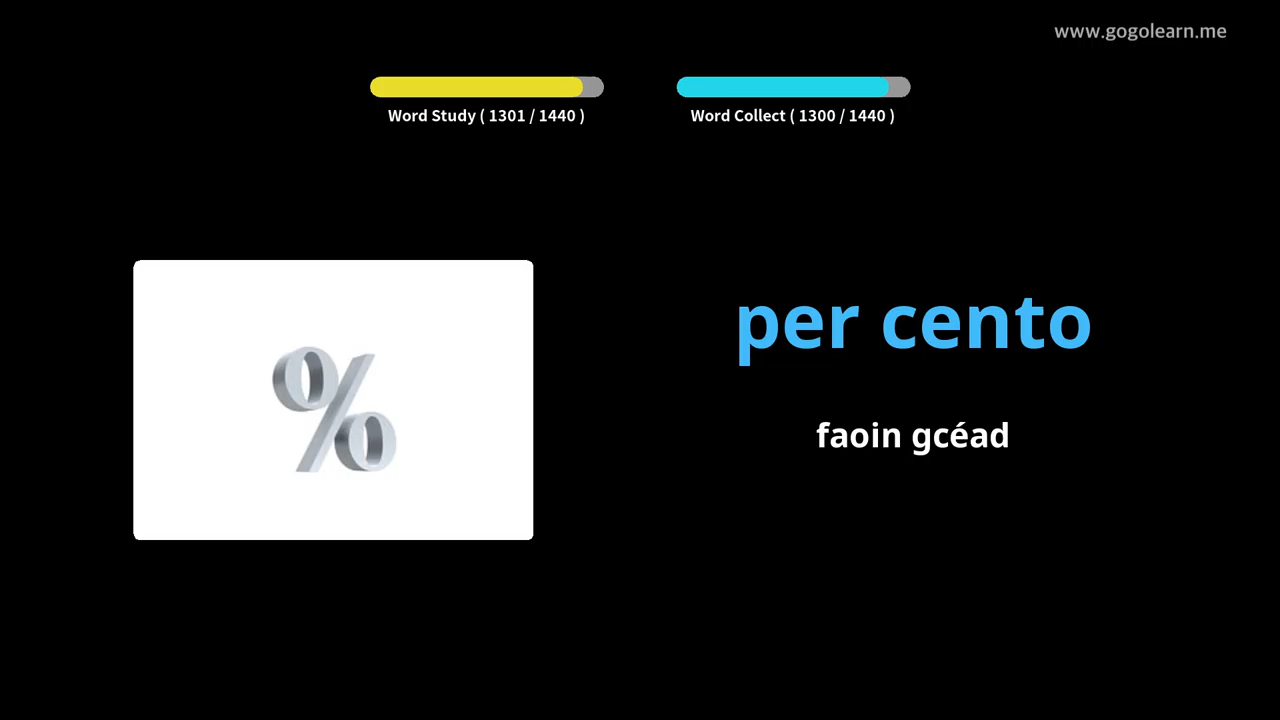 www.gogolearn.me
Word Study ( 1301 / 1440 )
Word Collect ( 1300 / 1440 )
%
per cento
faoin gcéad